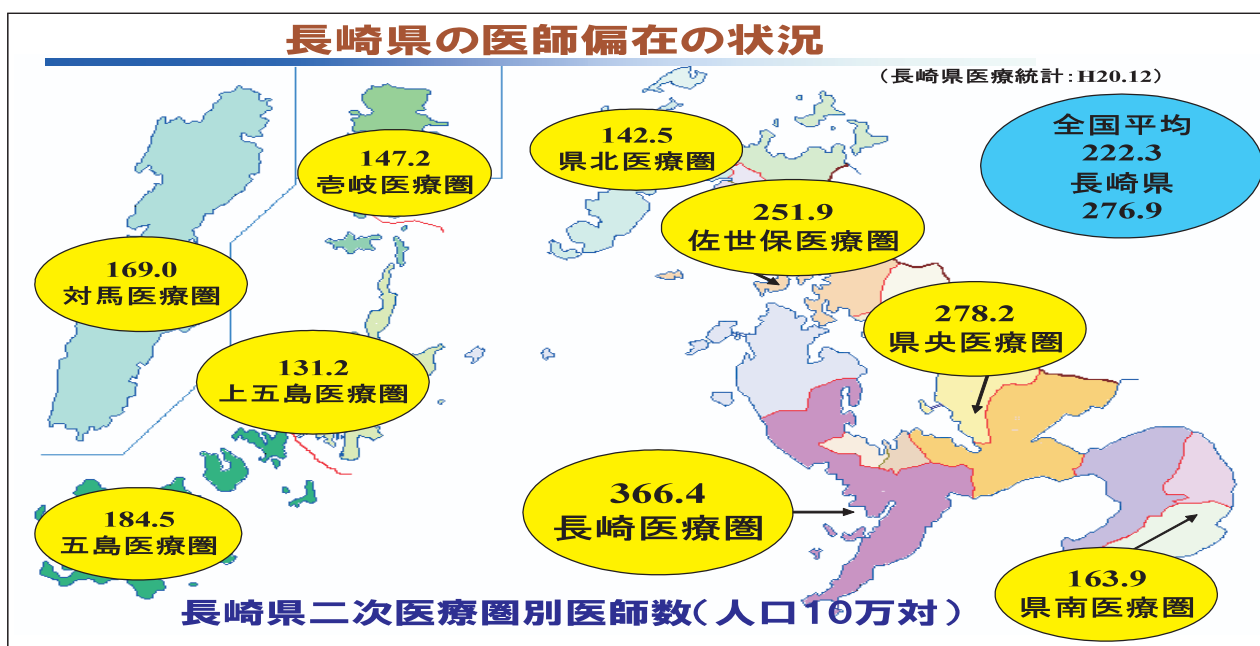 長崎県の医師偏在の状況
(長崎県医療統計:H20.12)
全国平均
222.3
長崎県
276.9
147.2
壱岐医療圏
142.5
県北医療圏
251.9
佐世保医療圏
169.0
対馬医療圏
278.2
県央医療圏
131.2
上五島医療圏
366.4
長崎医療圏
184.5
五島医療圏
163.9
県南医療圏
長崎県二次医療圏別医師数(人口10万対)